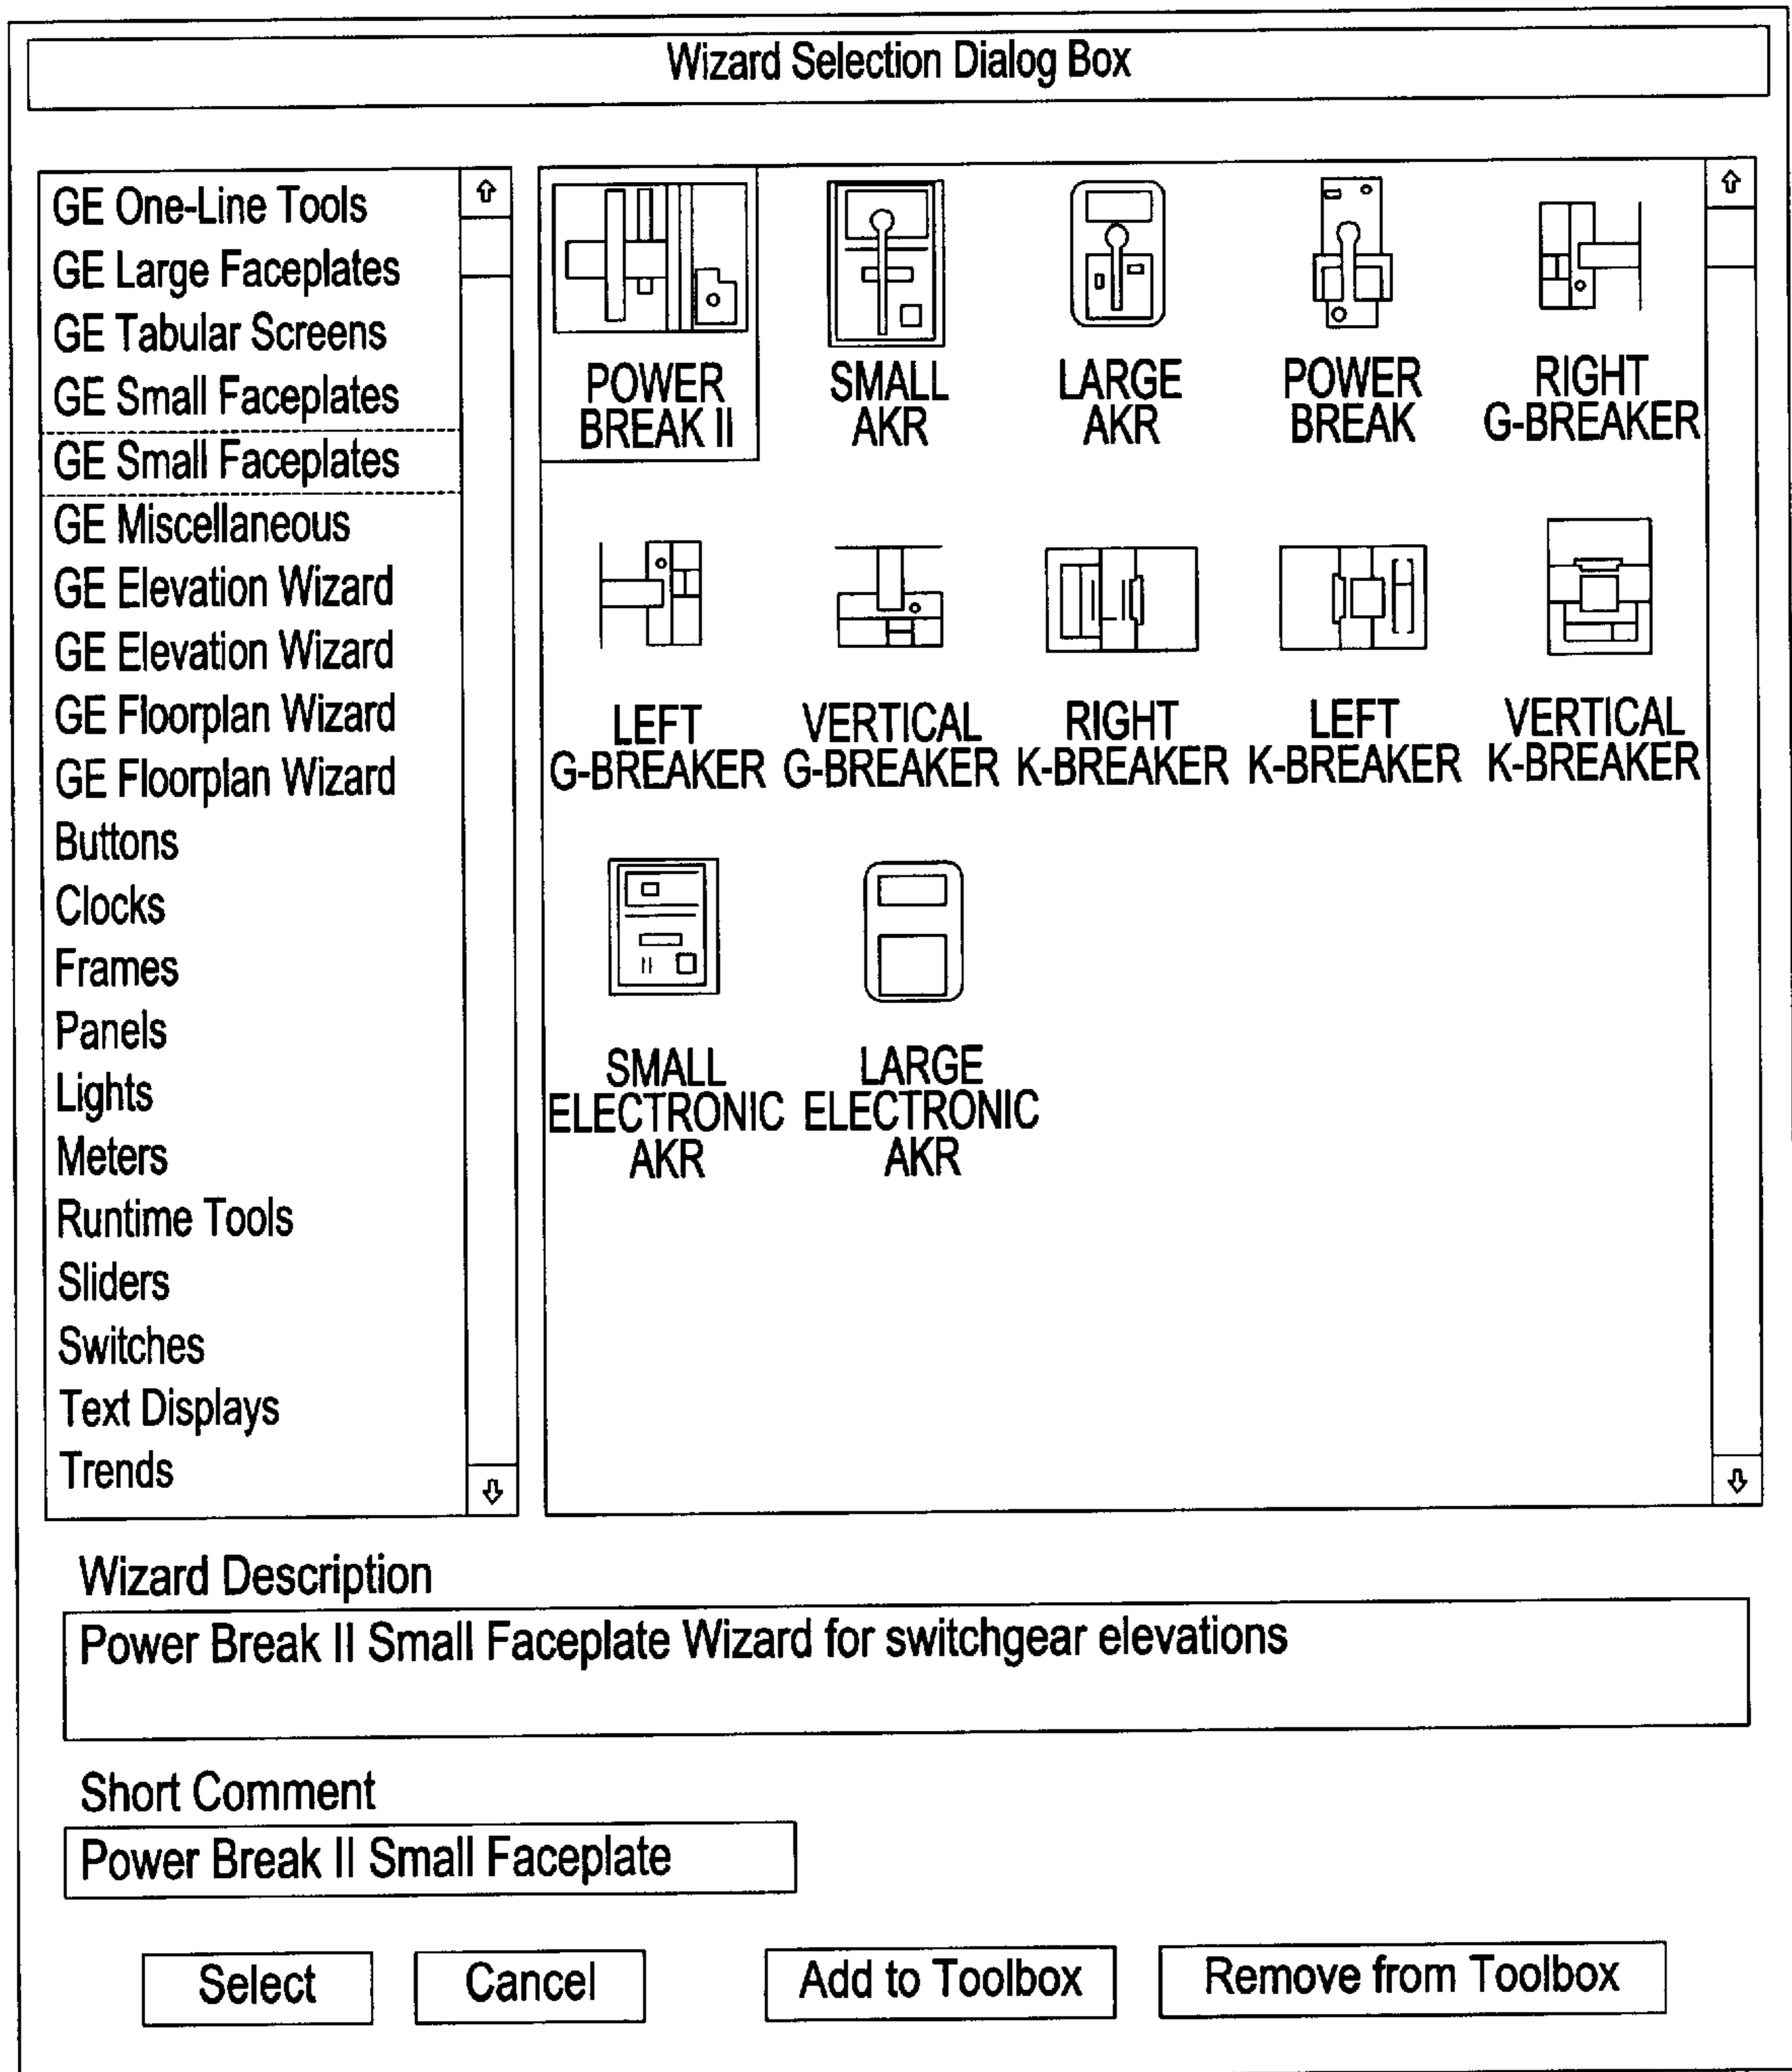 Wizard Selection Dialog Box
GE One-Line Tools
GE Large Faceplates
GE Tabular Screens
GE Small Faceplates
GE Small Faceplates
GE Miscellaneous
GE Elevation Wizard
GE Elevation Wizard
GE Floorplan Wizard
GE Floorplan Wizard
Buttons
Clocks
Frames
Panels
Lights
Meters
Runtime Tools
Sliders
Switches
Text Displays
Trends
POWER
BREAK II
SMALL
AKR
LARGE
AKR
POWER
BREAK
RIGHT
G-BREAKER
LEFT
G-BREAKER
VERTICAL
G-BREAKER
RIGHT
K-BREAKER
LEFT
K-BREAKER
VERTICAL
K-BREAKER
SMALL
ELECTRONIC
AKR
LARGE
ELECTRONIC
AKR
Wizard Description
Power Break II Small Faceplate Wizard for switchgear elevations
Short Comment
Power Break II Small Faceplate
Select
Cancel
Add to Toolbox
Remove from Toolbox